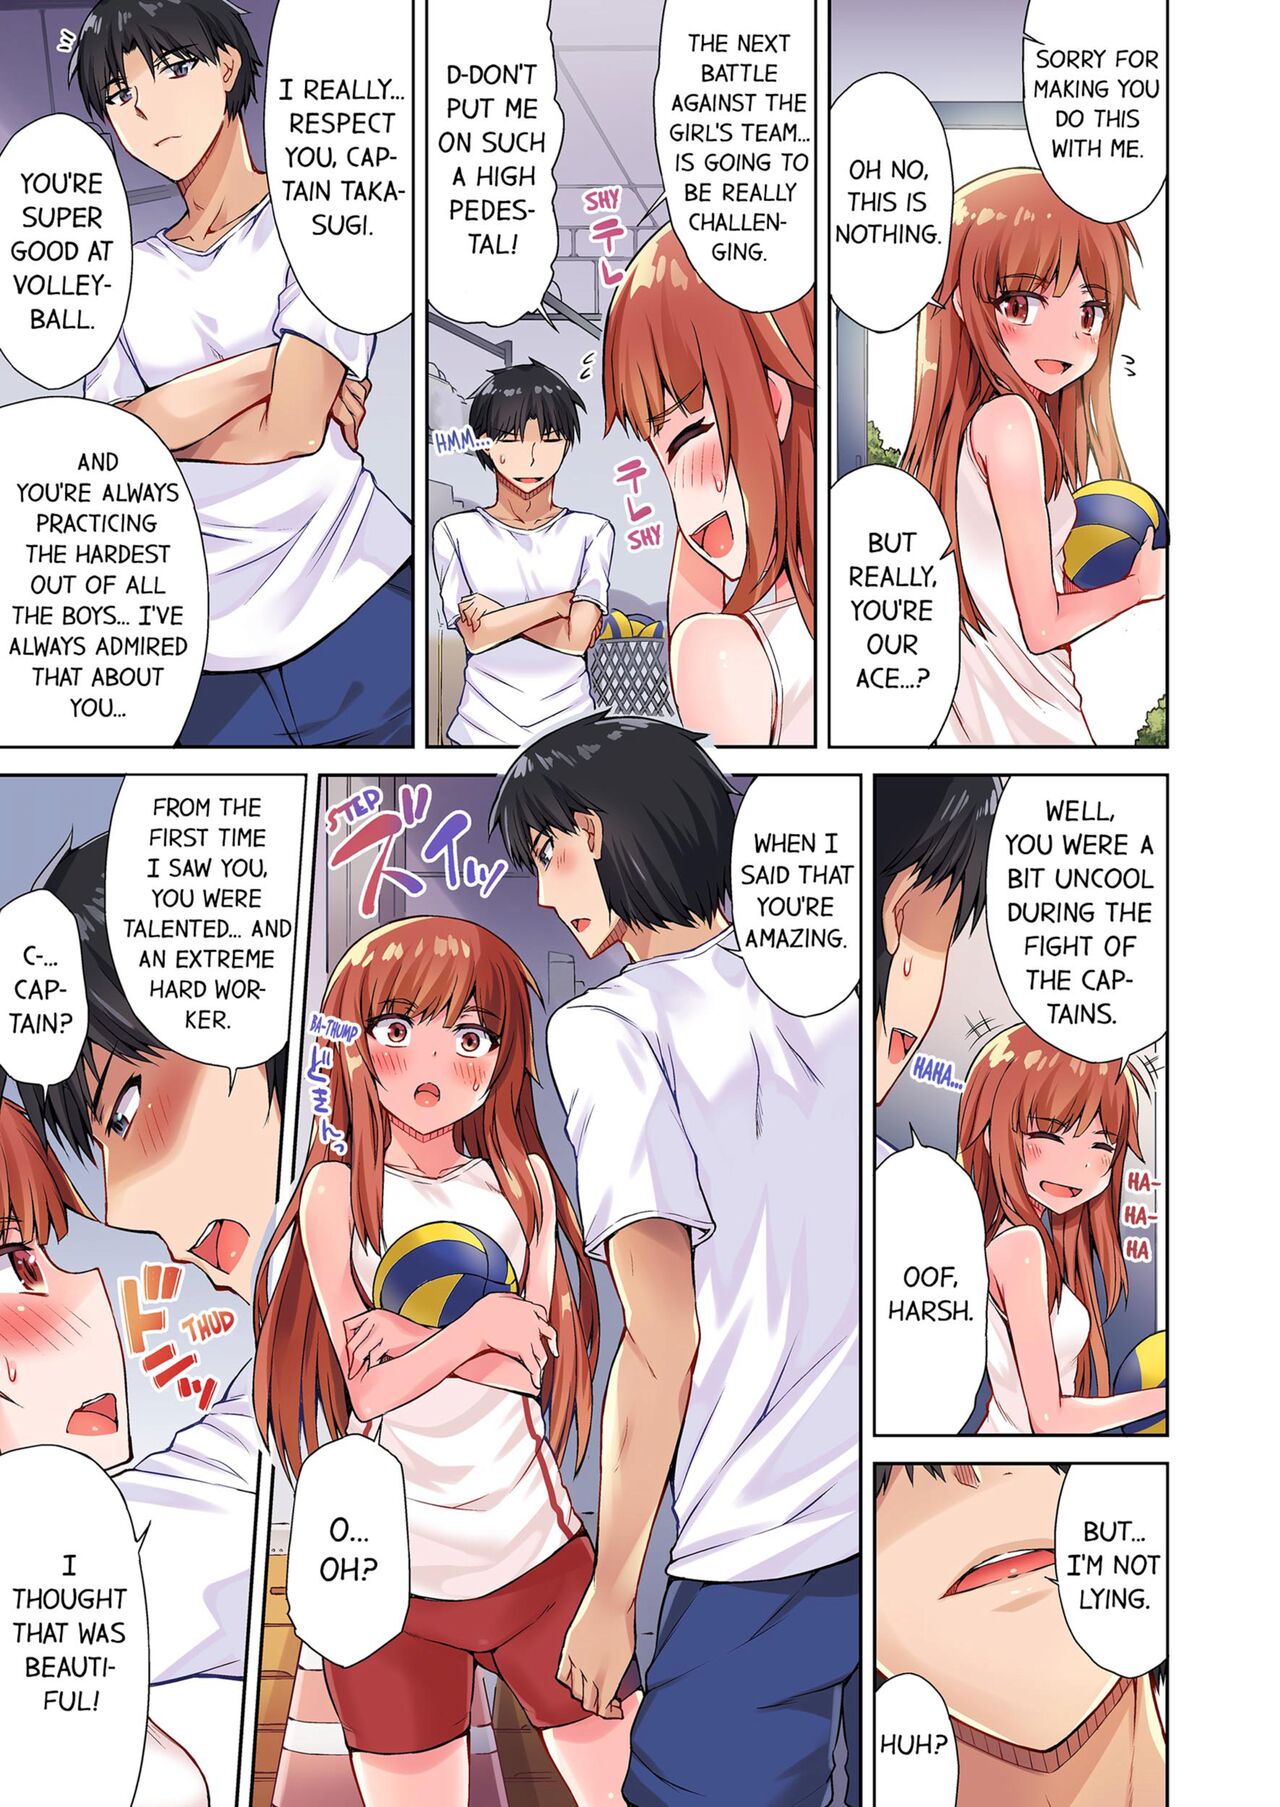 SORRY FOR
MAKING YOU
DO THIS
WITH ME.
OH NO,
THIS IS
NOTHING.
BUT
REALLY,
YOU'RE
OUR
ACE...?
THE NEXT
BATTLE
AGAINST THE
GIRL'S TEAM...
IS GOING TO
BE REALLY
CHALLEN-
GING.
D-DON'T
PUT ME
ON SUCH
A HIGH
PEDES-
TAL!
SHY
テレ
HMM...
テレ
SHY
I REALLY...
RESPECT
YOU, CAP-
TAIN TAKA-
SUGI.
YOU'RE
SUPER
GOOD AT
VOLLEY-
BALL.
AND
YOU'RE ALWAYS
PRACTICING
THE HARDEST
OUT OF ALL
THE BOYS... I'VE
ALWAYS ADMIRED
THAT ABOUT
YOU...
WELL,
YOU WERE A
BIT UNCOOL
DURING THE
FIGHT OF
THE CAP-
TAINS.
HAHA...
HA-
HA-
HA
OOF,
HARSH.
BUT...
I'M NOT
LYING.
HUH?
WHEN I
SAID THAT
YOU'RE
AMAZING.
STEP
ズイッ
BA-THUMP
どきんっ
O...
OH?
FROM THE
FIRST TIME
I SAW YOU,
YOU WERE
TALENTED... AND
AN EXTREME
HARD WOR-
KER.
C-...
CAP-
TAIN?
ドンッ
THUD
I
THOUGHT
THAT WAS
BEAUTI-
FUL!